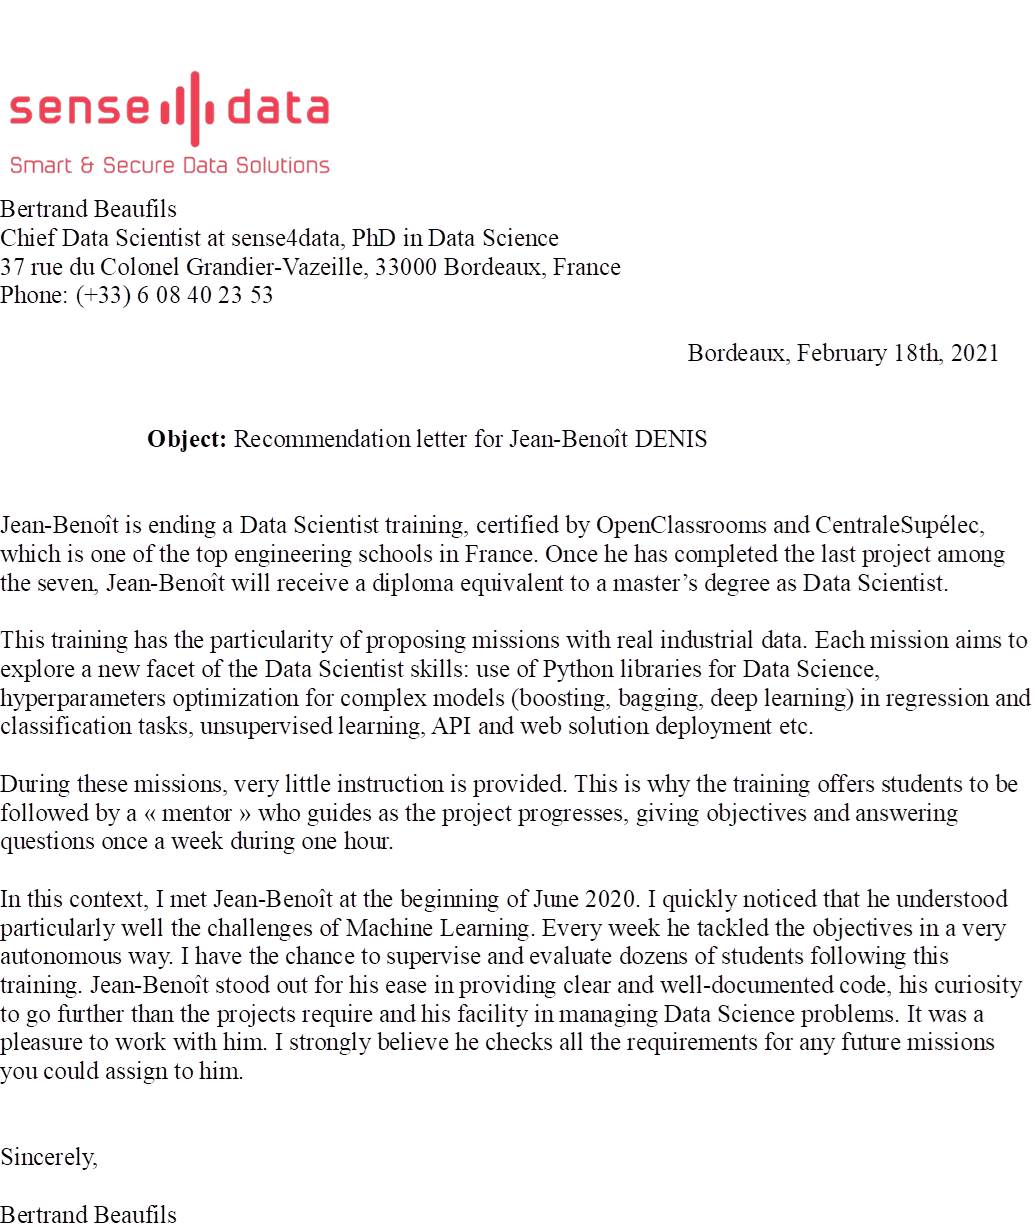 sense4data
Smart & Secure Data Solutions
Bertrand Beaufils
Chief Data Scientist at sense4data, PhD in Data Science
37 rue du Colonel Grandier-Vazeille, 33000 Bordeaux, France
Phone: (+33) 6 08 40 23 53
Bordeaux, February 18th, 2021
Object: Recommendation letter for Jean-Benoît DENIS
Jean-Benoît is ending a Data Scientist training, certified by OpenClassrooms and CentraleSupélec,
which is one of the top engineering schools in France. Once he has completed the last project among
the seven, Jean-Benoît will receive a diploma equivalent to a master’s degree as Data Scientist.
This training has the particularity of proposing missions with real industrial data. Each mission aims to
explore a new facet of the Data Scientist skills: use of Python libraries for Data Science,
hyperparameters optimization for complex models (boosting, bagging, deep learning) in regression and
classification tasks, unsupervised learning, API and web solution deployment etc.
During these missions, very little instruction is provided. This is why the training offers students to be
followed by a « mentor » who guides as the project progresses, giving objectives and answering
questions once a week during one hour.
In this context, I met Jean-Benoît at the beginning of June 2020. I quickly noticed that he understood
particularly well the challenges of Machine Learning. Every week he tackled the objectives in a very
autonomous way. I have the chance to supervise and evaluate dozens of students following this
training. Jean-Benoît stood out for his ease in providing clear and well-documented code, his curiosity
to go further than the projects require and his facility in managing Data Science problems. It was a
pleasure to work with him. I strongly believe he checks all the requirements for any future missions
you could assign to him.
Sincerely,
Bertrand Beaufils